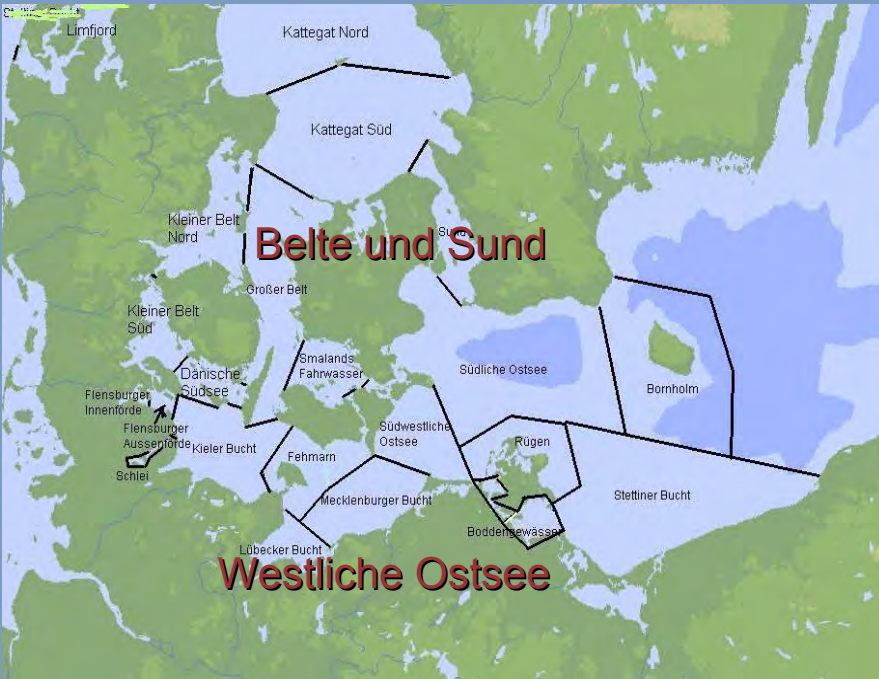 Limfjord
Kattegat Nord
Kattegat Süd
Kleiner Belt
Nord
Sund
Belte und Sund
Großer Belt
Kleiner Belt
Süd
Smalands
Fahrwasser
Dänische
Südsee
Südliche Ostsee
Bornholm
Flensburger
Innenförde
Flensburger
Aussenförde
Südwestliche
Ostsee
Rügen
Kieler Bucht
Fehmarn
Schlei
Mecklenburger Bucht
Stettiner Bucht
Boddengewässer
Lübecker Bucht
Westliche Ostsee